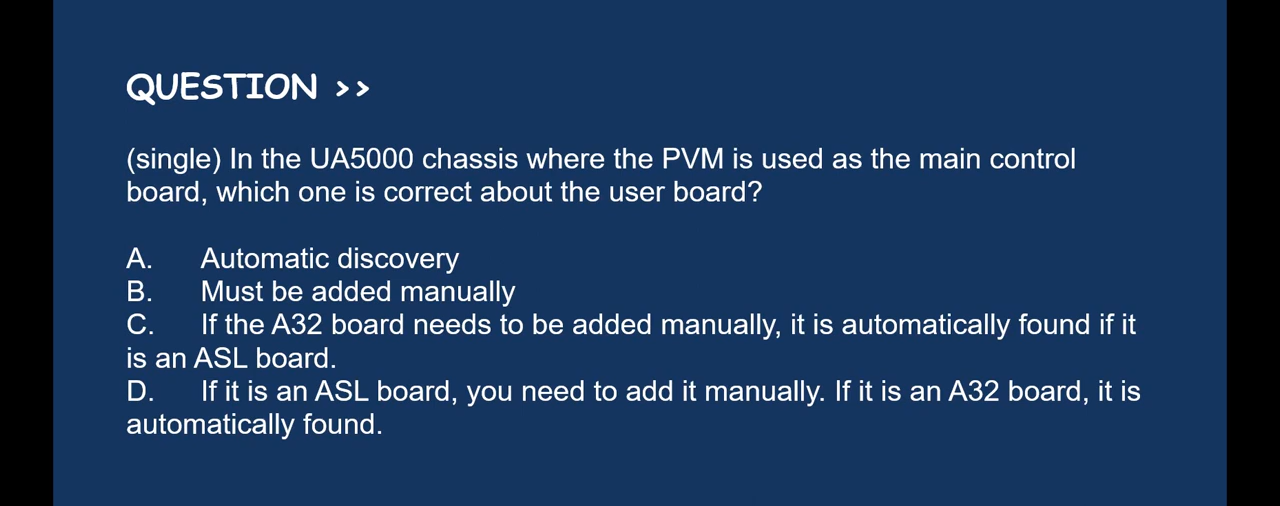 QUESTION >>
(single) In the UA5000 chassis where the PVM is used as the main control
board, which one is correct about the user board?
A. Automatic discovery
B. Must be added manually
C. If the A32 board needs to be added manually, it is automatically found if it
is an ASL board.
D. If it is an ASL board, you need to add it manually. If it is an A32 board, it is
automatically found.